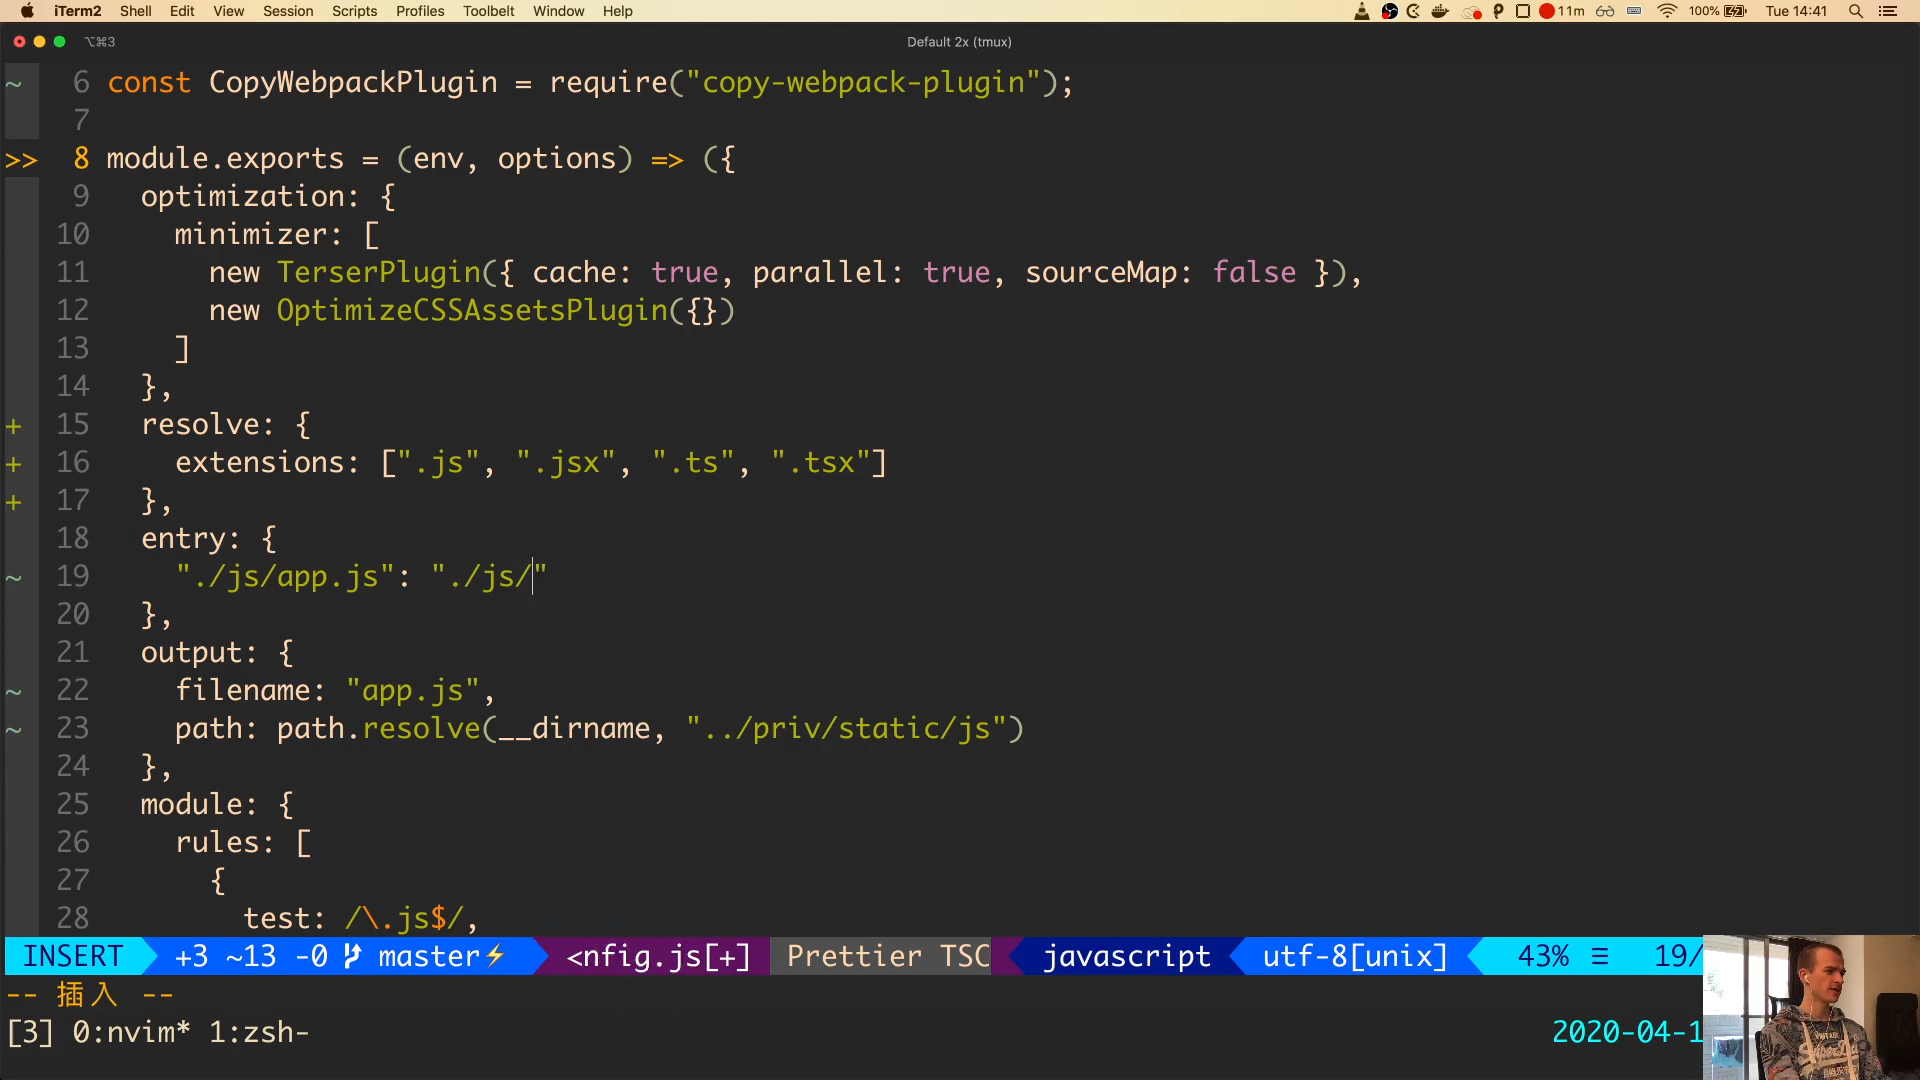 iTerm2 Shell Edit View Session Scripts Profiles Toolbelt Window Help 11m 100% Tue 14:41
⌥⌘3 Default 2x (tmux)
~ 6 const CopyWebpackPlugin = require("copy-webpack-plugin");
7
>> 8 module.exports = (env, options) => ({
9 optimization: {
10 minimizer: [
11 new TerserPlugin({ cache: true, parallel: true, sourceMap: false }),
12 new OptimizeCSSAssetsPlugin({})
13 ]
14 },
+ 15 resolve: {
+ 16 extensions: [".js", ".jsx", ".ts", ".tsx"]
+ 17 },
18 entry: {
~ 19 "./js/app.js": "./js/"
20 },
21 output: {
~ 22 filename: "app.js",
~ 23 path: path.resolve(__dirname, "../priv/static/js")
24 },
25 module: {
26 rules: [
27 {
28 test: /\.js$/,
INSERT +3 ~13 -0 master⚡ <nfig.js[+] Prettier TSC javascript utf-8[unix] 43% ≡ 19/
-- 插入 --
[3] 0:nvim* 1:zsh- 2020-04-1